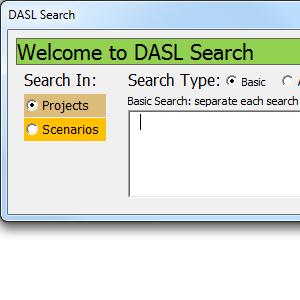 DASL Search
Welcome to DASL Search
Search In:
Search Type: Basic
Basic Search: separate each search
Projects
Scenarios